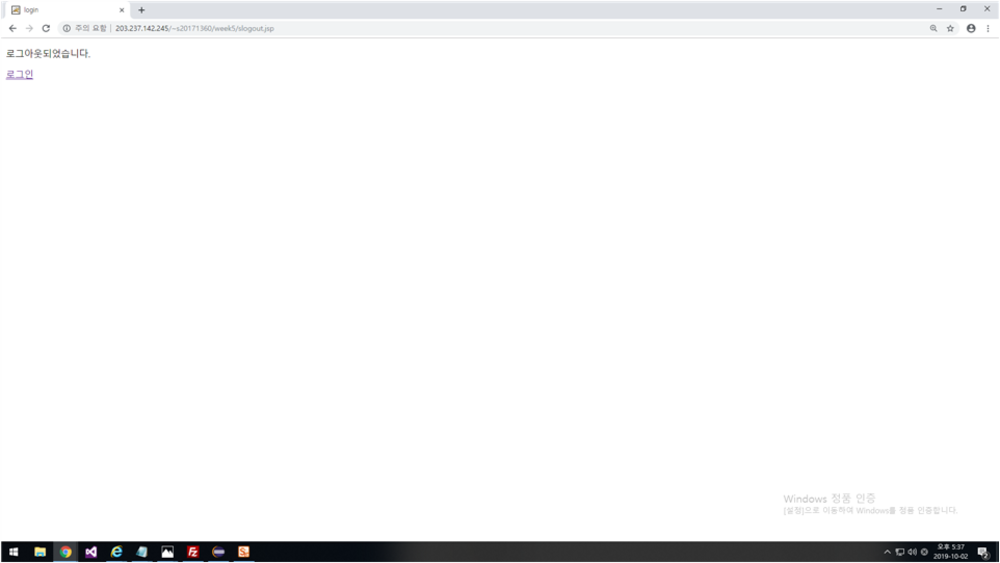 login
주의 요함 203.237.142.245/~s20171360/week5/slogout.jsp
로그아웃되었습니다.
로그인
Windows 정품 인증
[설정]으로 이동하여 Windows를 정품 인증합니다.
오후 5:37
2019-10-02
2